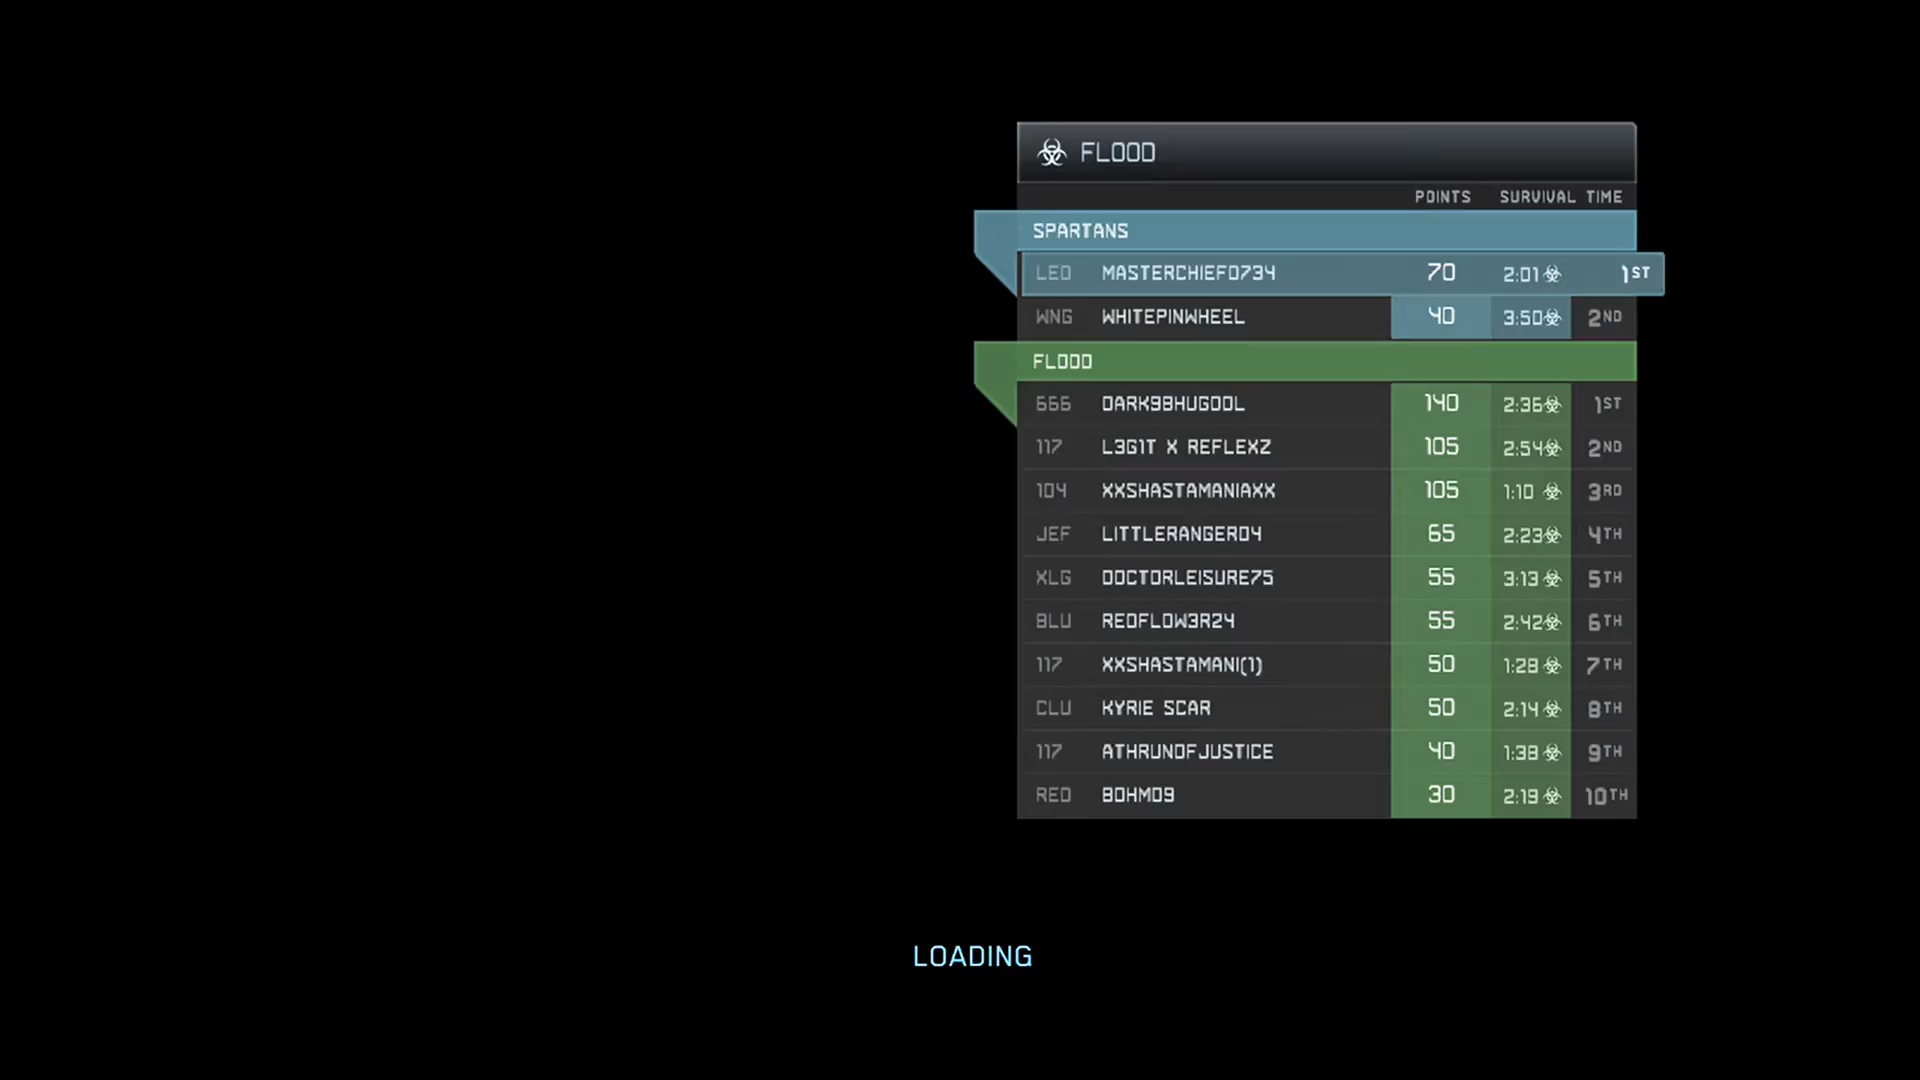 FLOOD
POINTS SURVIVAL TIME
SPARTANS
LEO MASTERCHIEF0734 70 2:01 1ST
WNG WHITEPINWHEEL 40 3:50 2ND
FLOOD
666 DARK98HUGOOL 140 2:36 1ST
117 L3G1T X REFLEXZ 105 2:54 2ND
104 XXSHASTAMANIAXX 105 1:10 3RD
JEF LITTLERANGER04 65 2:23 4TH
XLG DOCTORLEISURE75 55 3:13 5TH
BLU REDFLOW3R24 55 2:42 6TH
117 XXSHASTAMANI(1) 50 1:28 7TH
CLU KYRIE SCAR 50 2:14 8TH
117 ATHRUNOFJUSTICE 40 1:38 9TH
RED BOHM09 30 2:19 10TH
LOADING